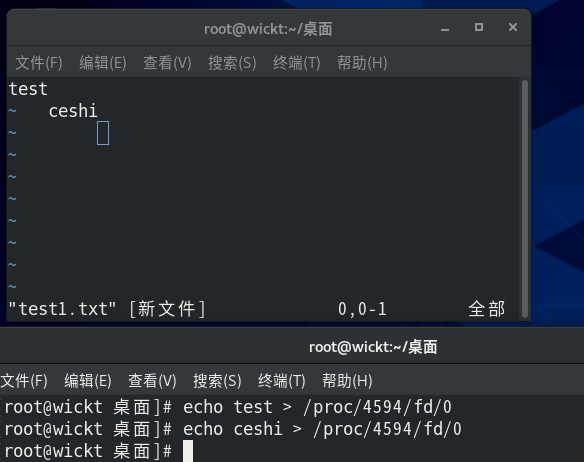 root@wickt:~/桌面
文件(F) 编辑(E) 查看(V) 搜索(S) 终端(T) 帮助(H)
test
~ ceshi
~
~
~
~
~
~
~
~
"test1.txt" [新文件] 0,0-1 全部
root@wickt:~/桌面
文件(F) 编辑(E) 查看(V) 搜索(S) 终端(T) 帮助(H)
[root@wickt 桌面]# echo test > /proc/4594/fd/0
[root@wickt 桌面]# echo ceshi > /proc/4594/fd/0
[root@wickt 桌面]#